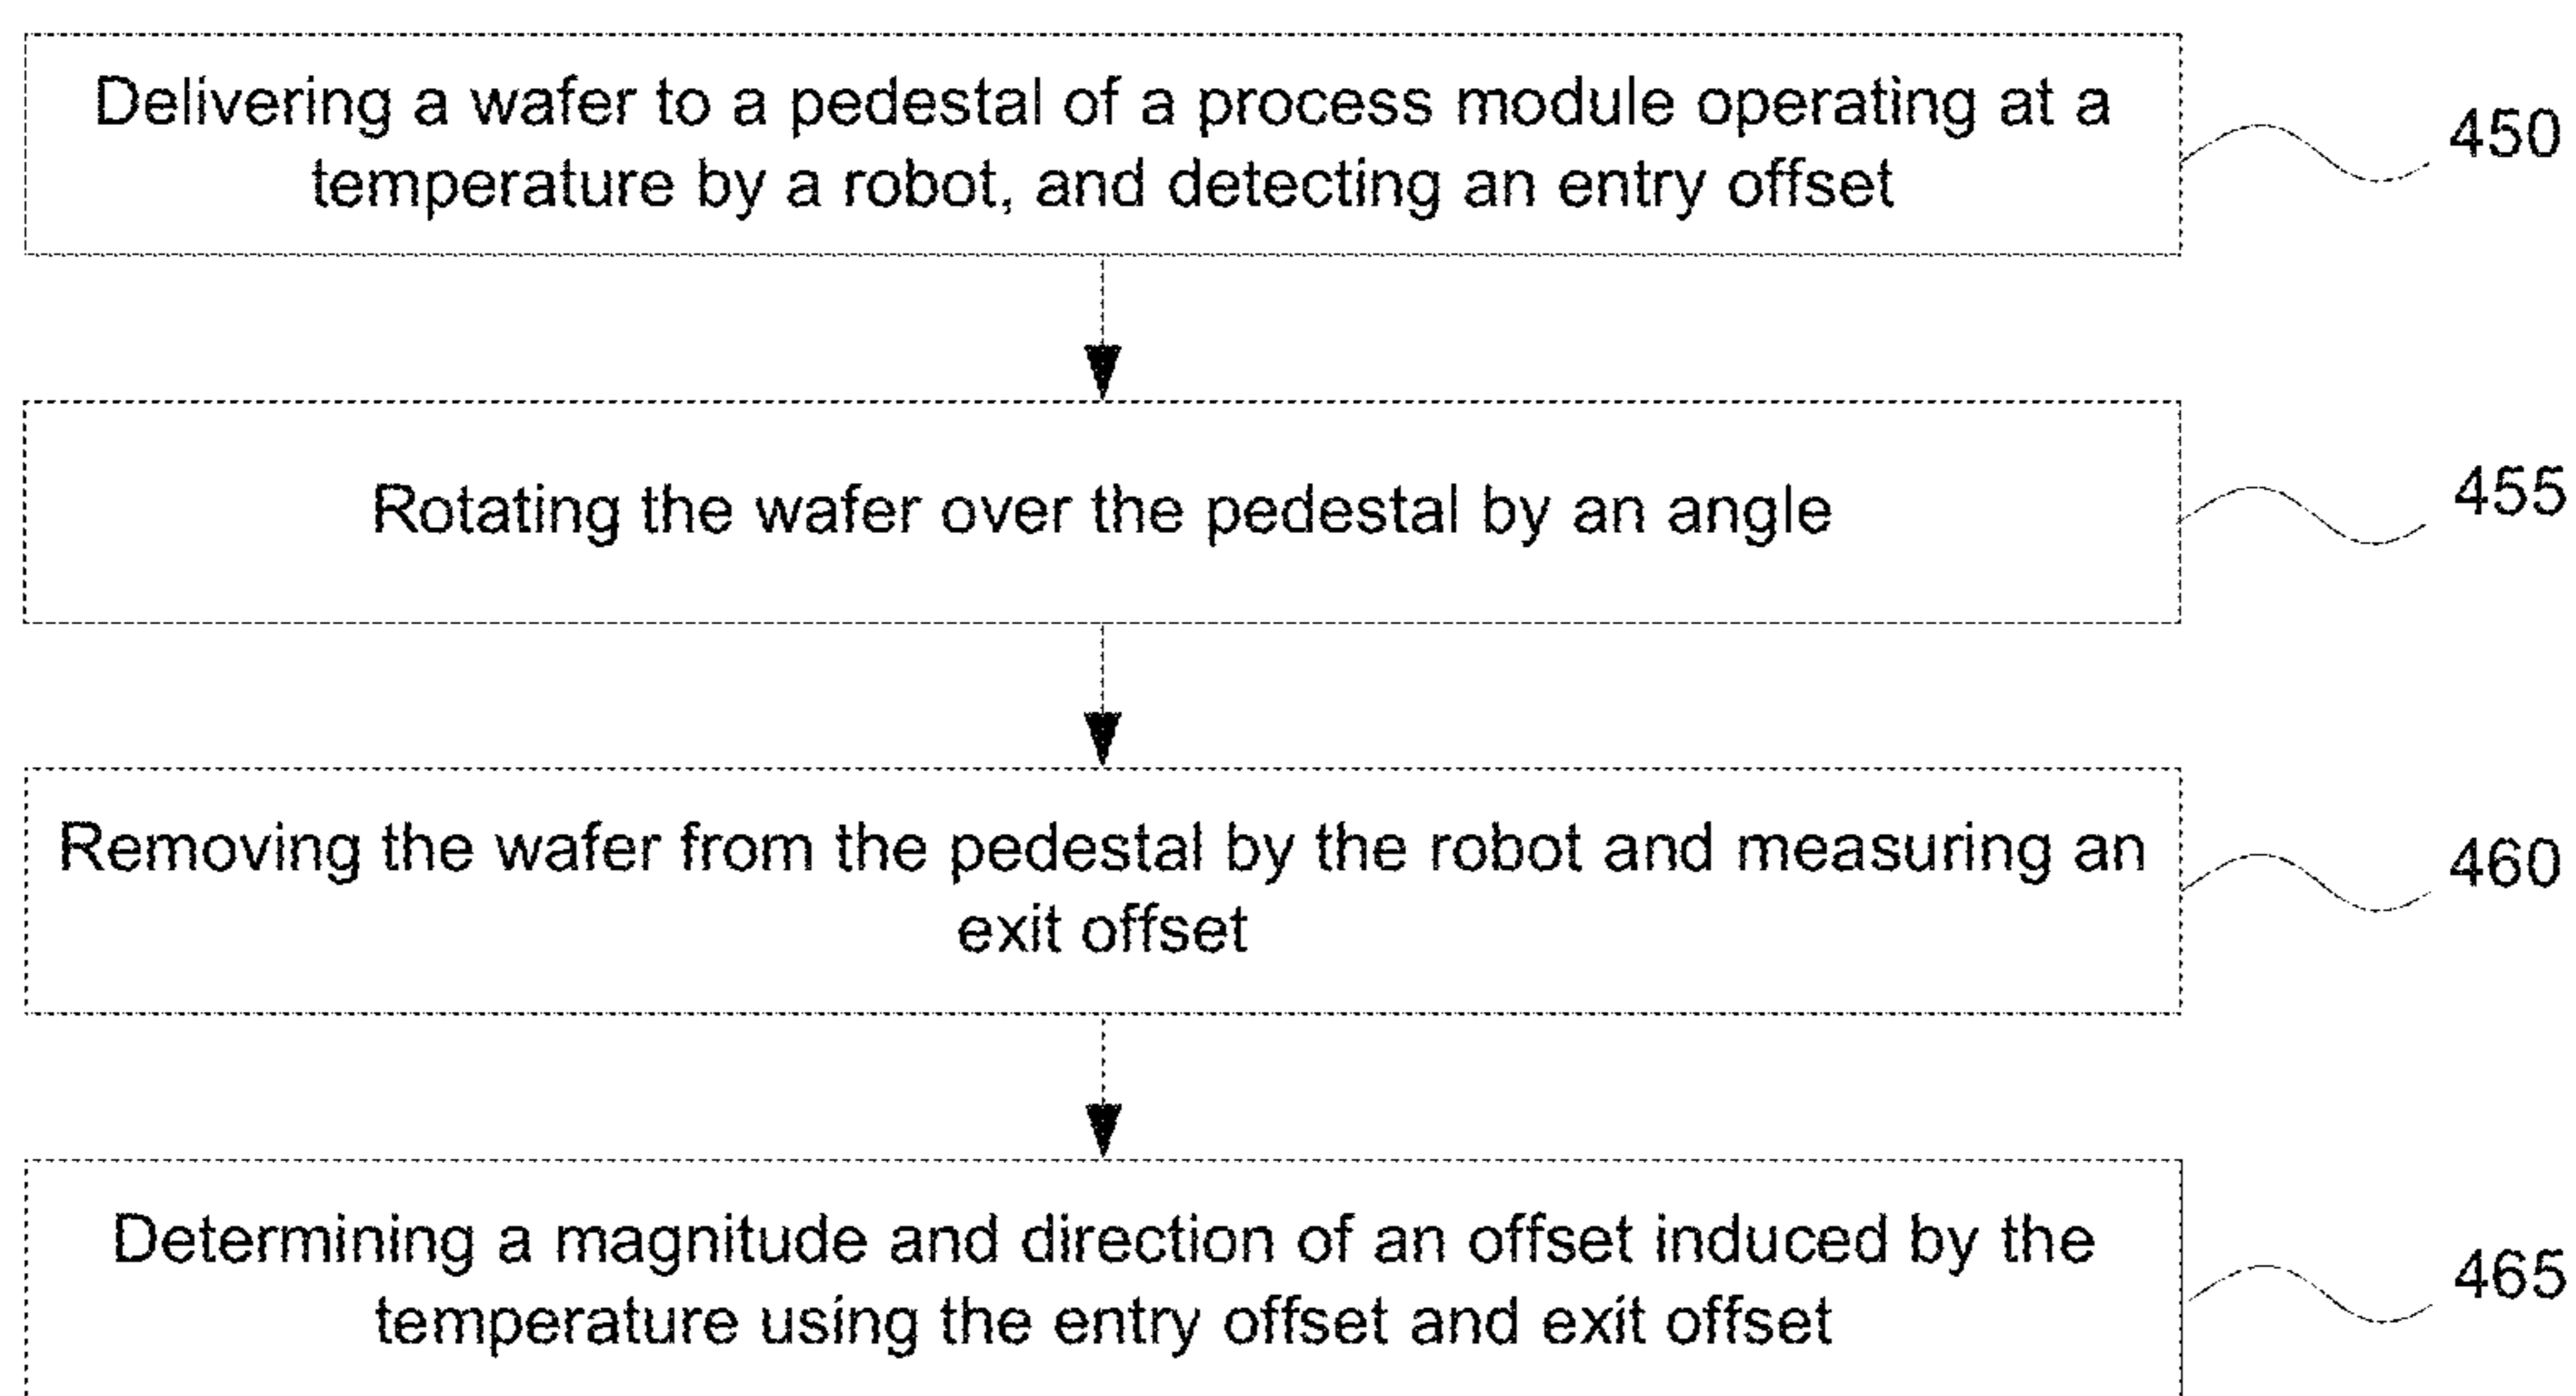 Delivering a wafer to a pedestal of a process module operating at a
temperature by a robot, and detecting an entry offset
450
Rotating the wafer over the pedestal by an angle
455
Removing the wafer from the pedestal by the robot and measuring an
exit offset
460
Determining a magnitude and direction of an offset induced by the
temperature using the entry offset and exit offset
465